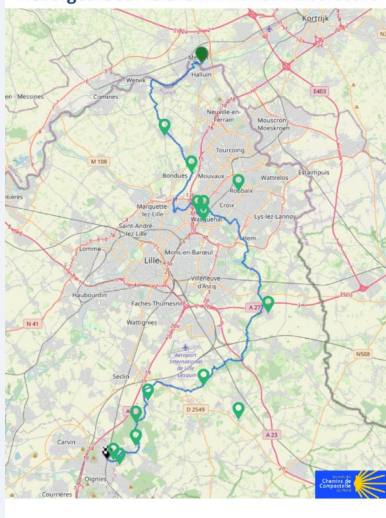 Kortrijk
Halluin
Wervik
Comines
en - Messines
E403
Neuville-en-
Ferrain
Mouscron -
Moeskroen
Tourcoing
Estaimpuis
M 108
Bondues
Mouvaux
Roubaix
Wattrelos
Marquette
-lez-Lille
Croix
Wasquehal
Lys-lez-Lannoy
Saint-André-
lez-Lille
Hem
Lomme
Mons-en-Barœul
Lille
Villeneuve-
d'Ascq
Haubourdin
Faches-Thumesnil
A 27
Wattignies
N 41
N508
Aéroport
International
de Lille
Lesquin
Seclin
D 2549
Carvin
A 23
Oignies
Courrières
Chemins de
Compostelle